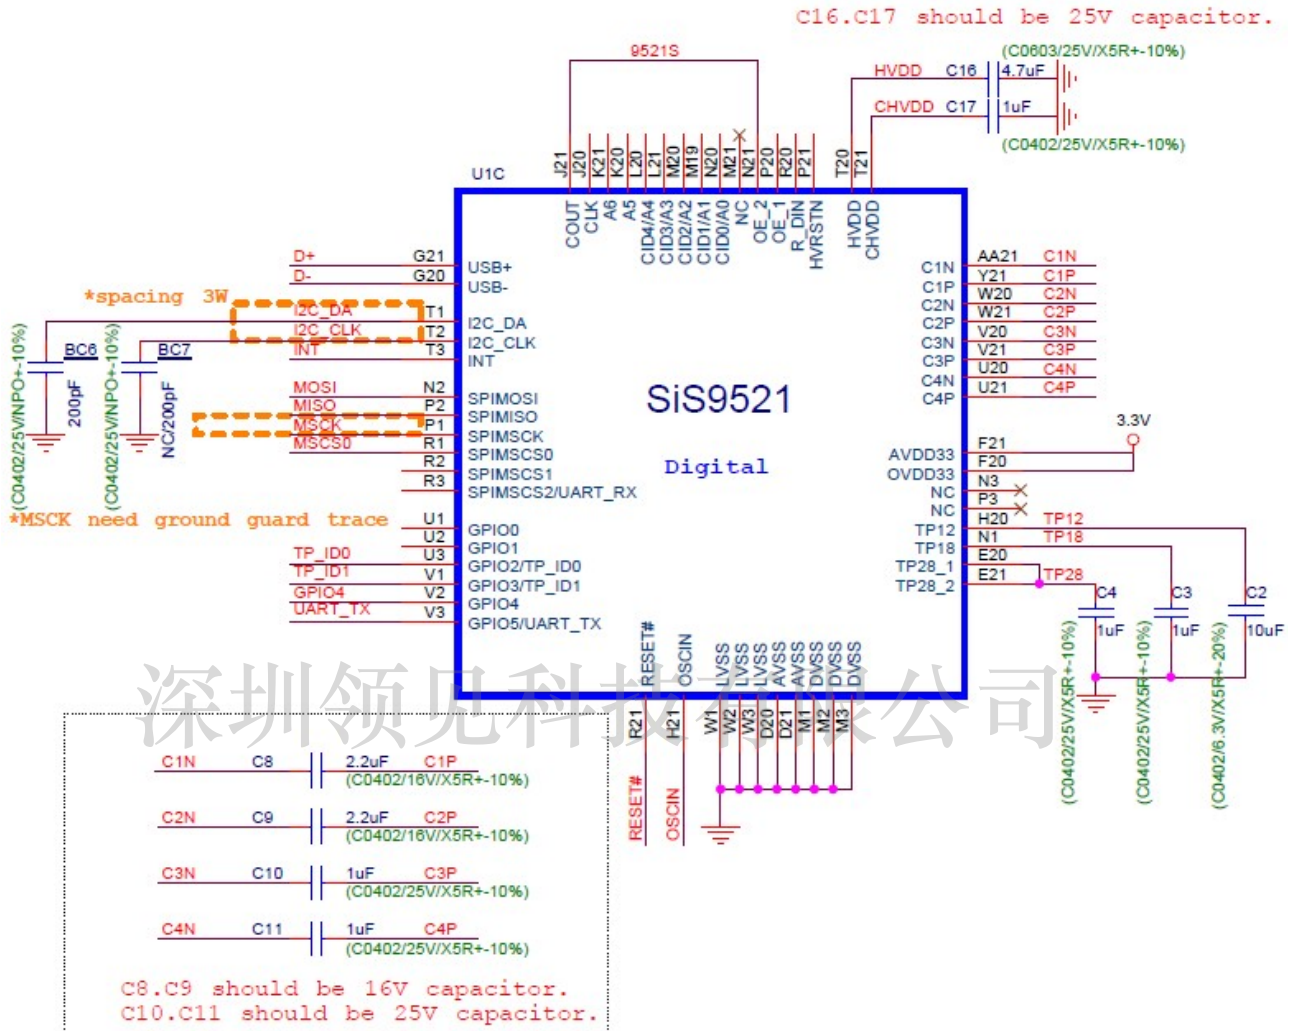 C16.C17 should be 25V capacitor.
9521S
(C0603/25V/X5R+-10%)
HVDD C16 4.7uF
CHVDD C17 1uF
(C0402/25V/X5R+-10%)
J21 J20 K21 K20 L20 L21 M20 M19 N20 M21 N21 P20 R20 P21 T20 T21
U1C
COUT CLK A6 A5 CID4/A4 CID3/A3 CID2/A2 CID1/A1 CID0/A0 NC OE_2 OE_1 R_DIN HVRSTN HVDD CHVDD
D+ G21 USB+
D- G20 USB-
*spacing 3W
I2C_DA T1 I2C_DA
I2C_CLK T2 I2C_CLK
INT T3 INT
BC6
200pF
(C0402/25V/NPO+-10%)
BC7
NC/200pF
(C0402/25V/NPO+-10%)
MOSI N2 SPIMOSI
MISO P2 SPIMISO
MSCK P1 SPIMSCK
MSCS0 R1 SPIMSCS0
R2 SPIMSCS1
R3 SPIMSCS2/UART_RX
*MSCK need ground guard trace
U1 GPIO0
U2 GPIO1
TP_ID0 U3 GPIO2/TP_ID0
TP_ID1 V1 GPIO3/TP_ID1
GPIO4 V2 GPIO4
UART_TX V3 GPIO5/UART_TX
SiS9521
Digital
C1N AA21 C1N
C1P Y21 C1P
C2N W20 C2N
C2P W21 C2P
C3N V20 C3N
C3P V21 C3P
C4N U20 C4N
C4P U21 C4P
3.3V
AVDD33 F21
OVDD33 F20
NC N3
NC P3
TP12 H20 TP12
TP18 N1 TP18
TP28_1 E20
TP28_2 E21 TP28
C4 C3 C2
1uF 1uF 10uF
(C0402/25V/X5R+-10%)
(C0402/25V/X5R+-10%)
(C0402/6.3V/X5R+-20%)
RESET# OSCIN LVSS LVSS LVSS AVSS AVSS DVSS DVSS DVSS
R21 H21 W1 W2 W3 D20 D21 M1 M2 M3
RESET# OSCIN
深圳领见科技有限公司
C1N C8 2.2uF C1P
(C0402/16V/X5R+-10%)
C2N C9 2.2uF C2P
(C0402/16V/X5R+-10%)
C3N C10 1uF C3P
(C0402/25V/X5R+-10%)
C4N C11 1uF C4P
(C0402/25V/X5R+-10%)
C8.C9 should be 16V capacitor.
C10.C11 should be 25V capacitor.